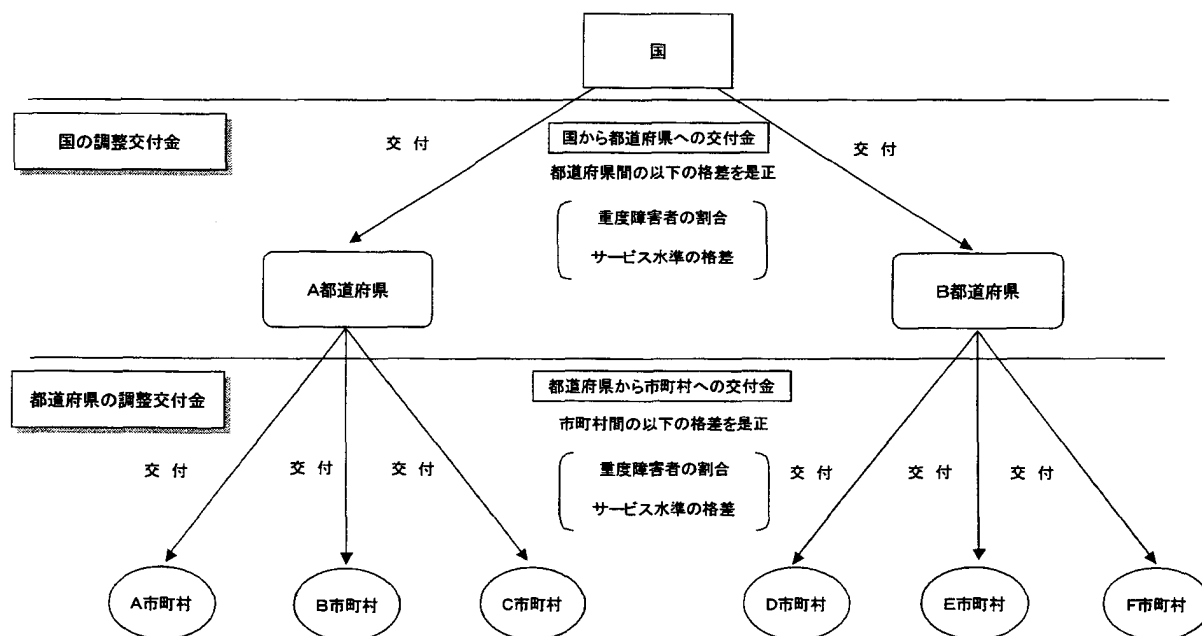 国
国の調整交付金
交 付
国から都道府県への交付金
交 付
都道府県間の以下の格差を是正
重度障害者の割合
サービス水準の格差
A都道府県
B都道府県
都道府県の調整交付金
都道府県から市町村への交付金
市町村間の以下の格差を是正
交 付
交 付
交 付
重度障害者の割合
サービス水準の格差
交 付
交 付
交 付
A市町村
B市町村
C市町村
D市町村
E市町村
F市町村